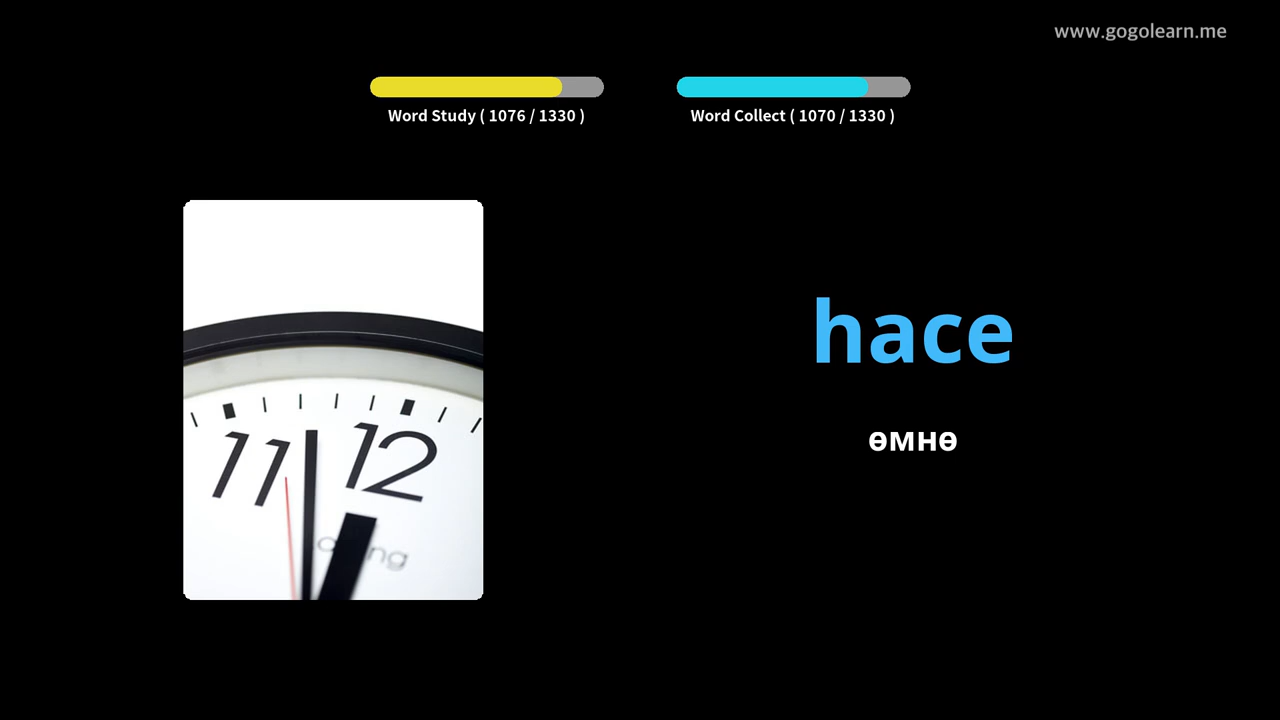 www.gogolearn.me
Word Study ( 1076 / 1330 )
Word Collect ( 1070 / 1330 )
hace
өмнө
11
12